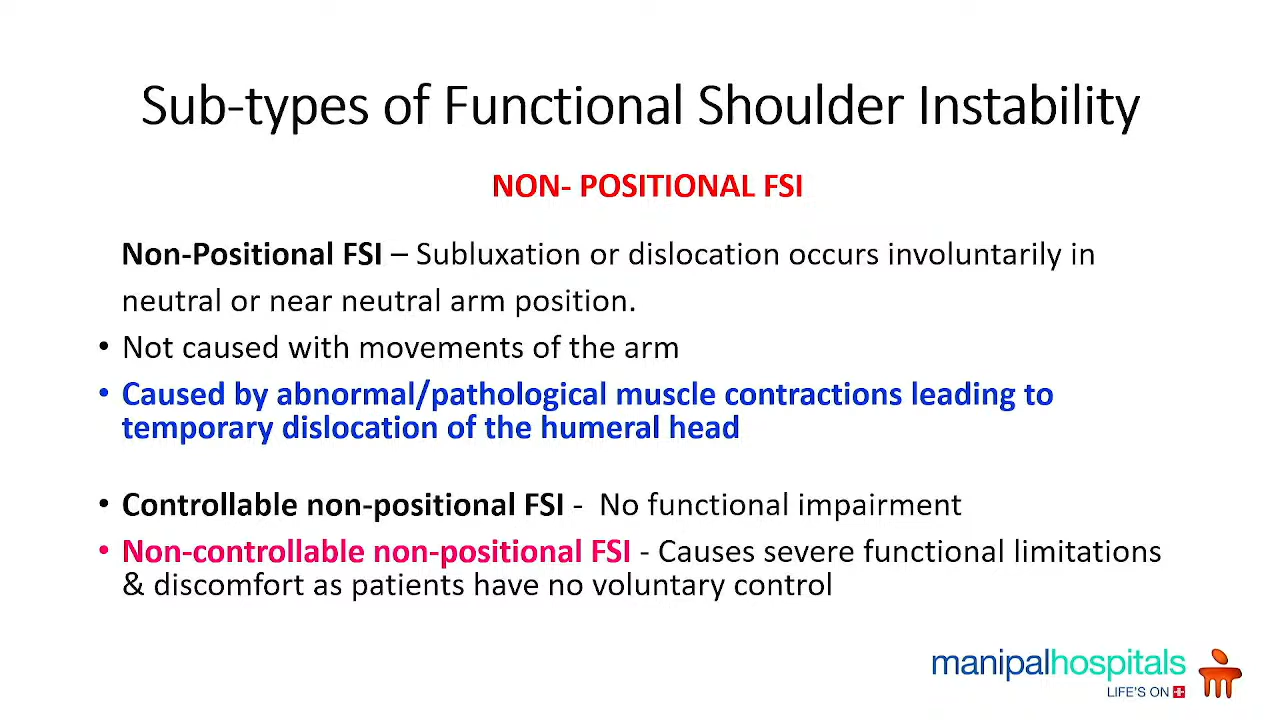 Sub-types of Functional Shoulder Instability
NON- POSITIONAL FSI
Non-Positional FSI – Subluxation or dislocation occurs involuntarily in
neutral or near neutral arm position.
• Not caused with movements of the arm
• Caused by abnormal/pathological muscle contractions leading to
temporary dislocation of the humeral head
• Controllable non-positional FSI - No functional impairment
• Non-controllable non-positional FSI - Causes severe functional limitations
& discomfort as patients have no voluntary control
manipalhospitals
LIFE'S ON